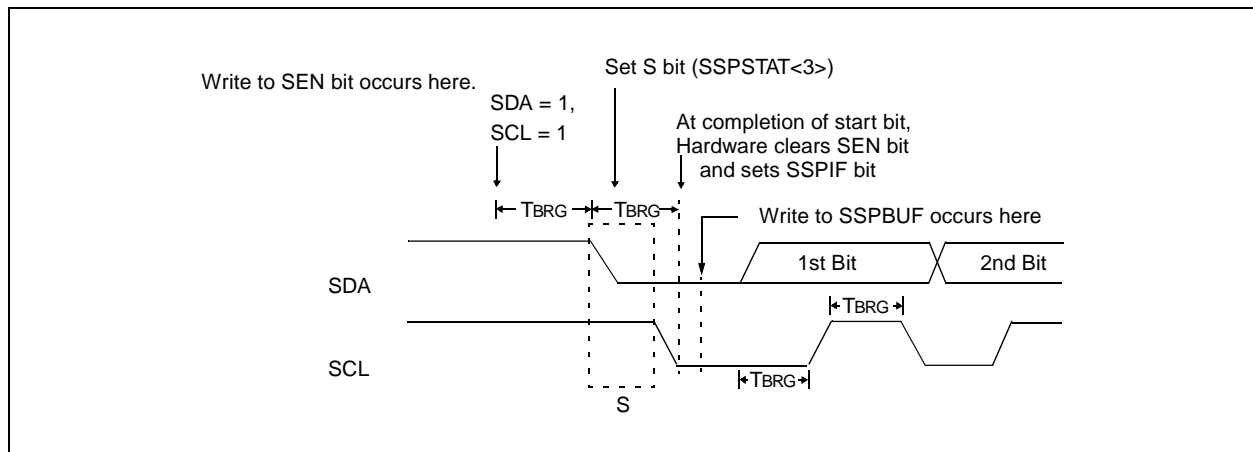 Write to SEN bit occurs here.
Set S bit (SSPSTAT<3>)
SDA = 1,
SCL = 1
At completion of start bit,
Hardware clears SEN bit
and sets SSPIF bit
TBRG TBRG
Write to SSPBUF occurs here
SDA
1st Bit 2nd Bit
TBRG
SCL
TBRG
S